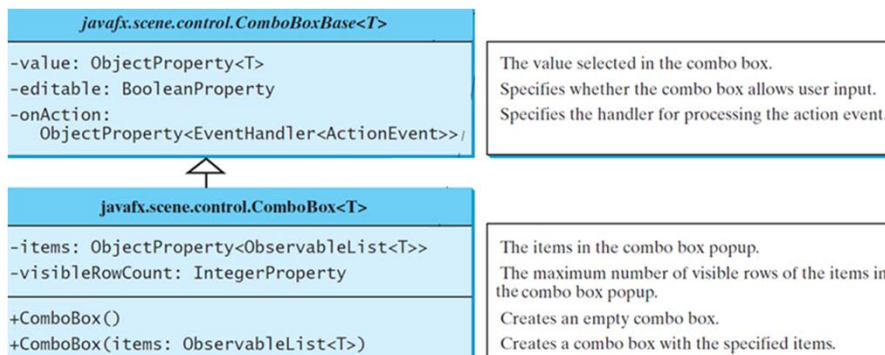 javafx.scene.control.ComboBoxBase<T>
-value: ObjectProperty<T>
-editable: BooleanProperty
-onAction:
ObjectProperty<EventHandler<ActionEvent>>
The value selected in the combo box.
Specifies whether the combo box allows user input.
Specifies the handler for processing the action event.
javafx.scene.control.ComboBox<T>
-items: ObjectProperty<ObservableList<T>>
-visibleRowCount: IntegerProperty
+ComboBox()
+ComboBox(items: ObservableList<T>)
The items in the combo box popup.
The maximum number of visible rows of the items in
the combo box popup.
Creates an empty combo box.
Creates a combo box with the specified items.